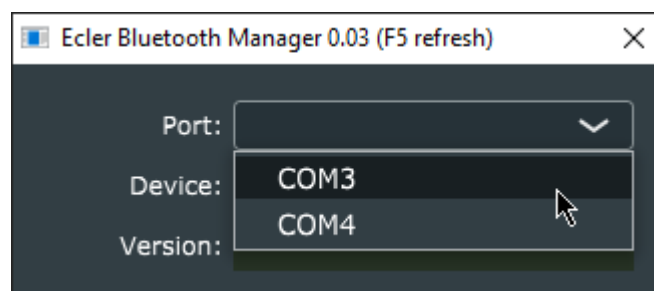 Ecler Bluetooth Manager 0.03 (F5 refresh)
Port:
COM3
Device:
COM4
Version: